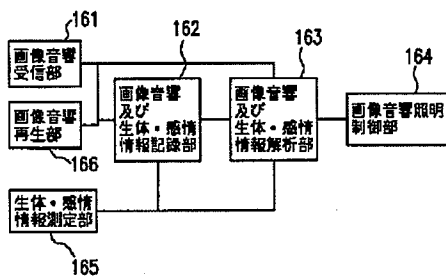 161
画像音響
受信部
画像音響
再生部
166
生体・感情
情報測定部
165
162
画像音響
及び
生体・感情
情報記録部
163
画像音響
及び
生体・感情
情報解析部
164
画像音響照明
制御部